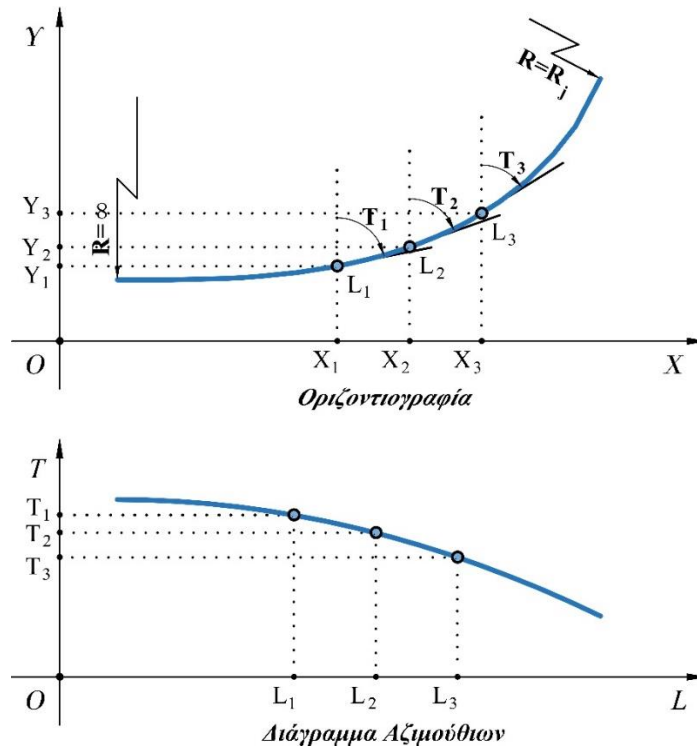 Y
R=R j
T3
Y3
T2
R=∞
T1
Y2
L3
Y1
L2
L1
O
X1
X2
X3
X
Οριζοντιογραφία
T
T1
T2
T3
O
L1
L2
L3
L
Διάγραμμα Αζιμούθιων